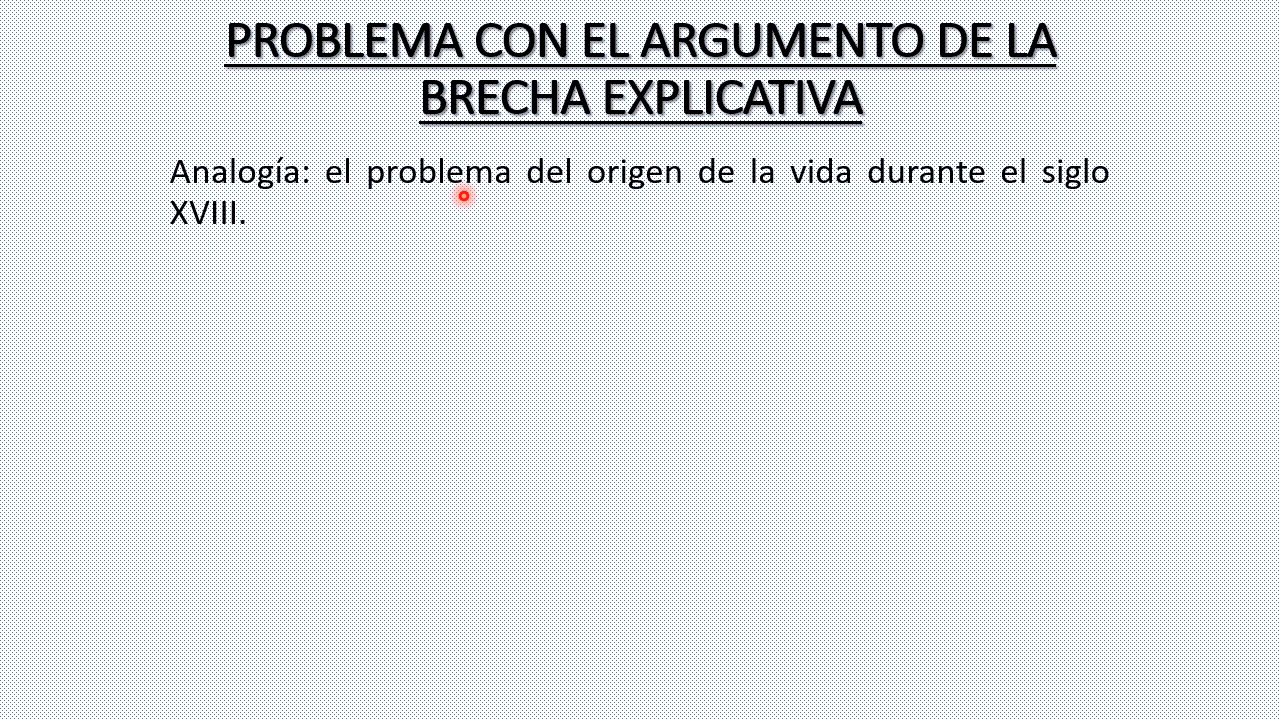 PROBLEMA CON EL ARGUMENTO DE LA
BRECHA EXPLICATIVA
Analogía: el problema del origen de la vida durante el siglo
XVIII.